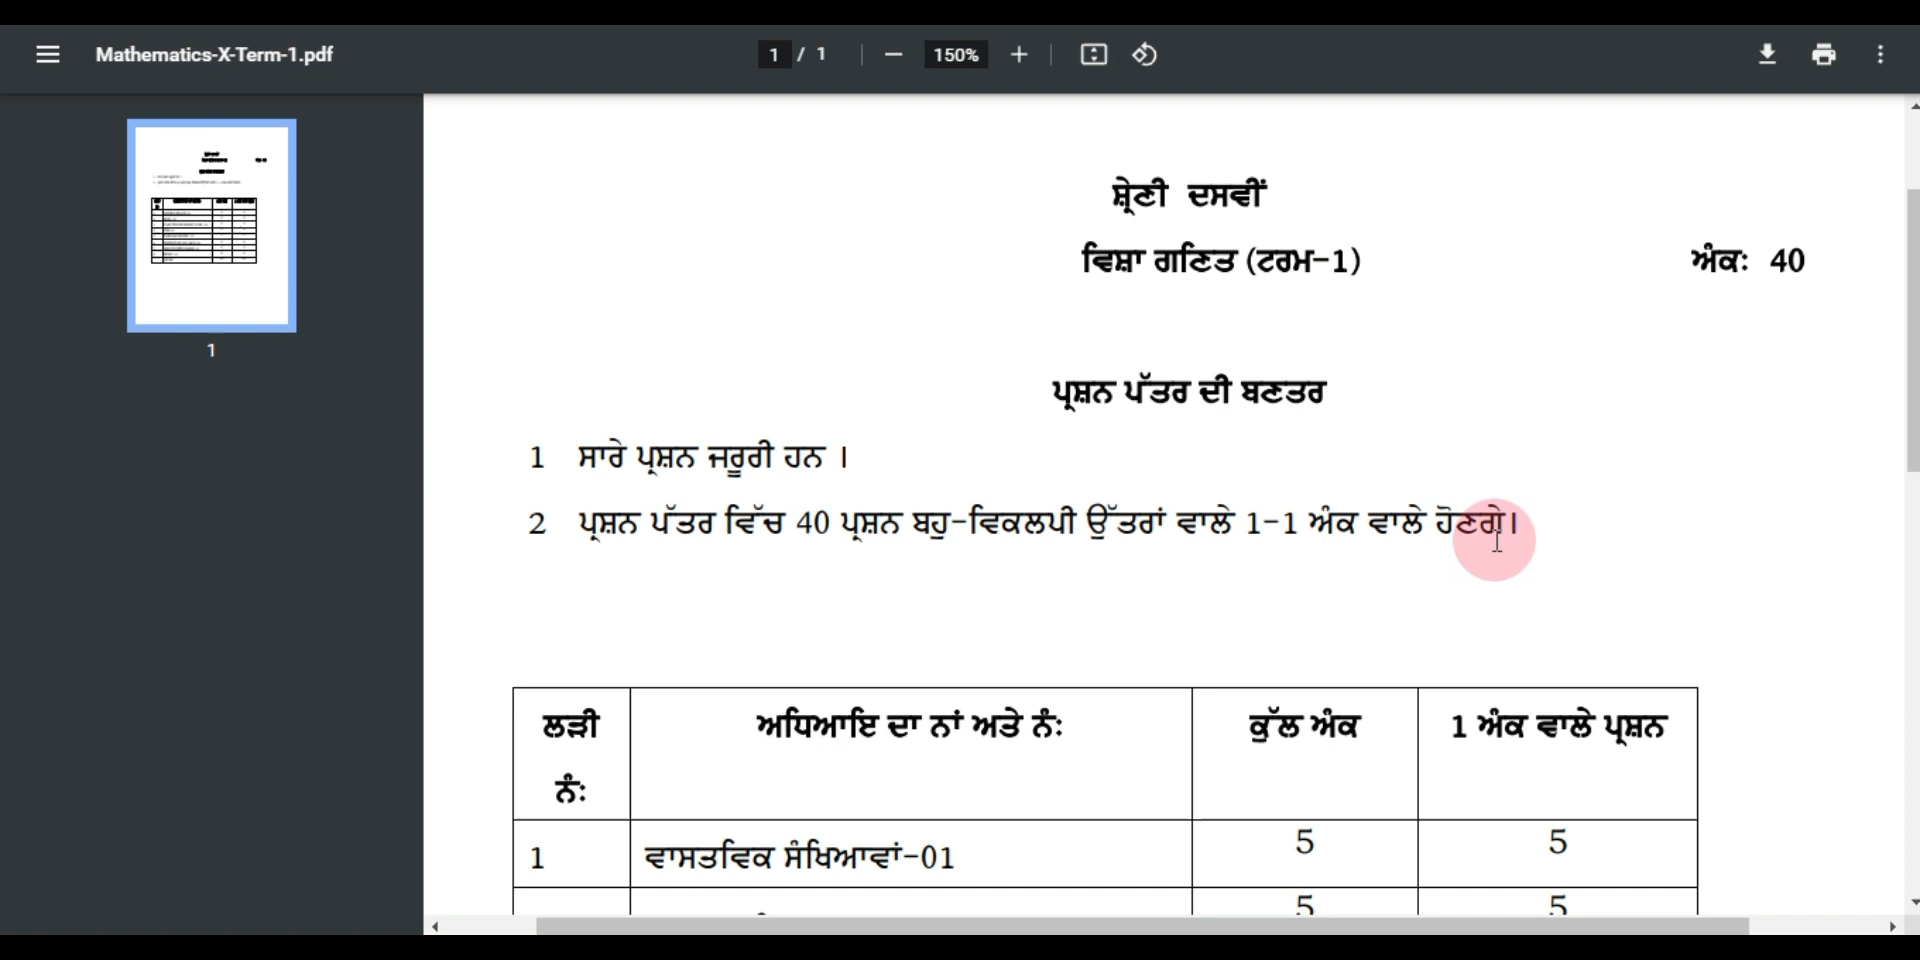 Mathematics-X-Term-1.pdf
1 / 1
150%
1
ਸ਼੍ਰੇਣੀ ਦਸਵੀਂ
ਵਿਸ਼ਾ ਗਣਿਤ (ਟਰਮ-1) ਅੰਕਃ 40
ਪ੍ਰਸ਼ਨ ਪੱਤਰ ਦੀ ਬਣਤਰ
1 ਸਾਰੇ ਪ੍ਰਸ਼ਨ ਜਰੂਰੀ ਹਨ ।
2 ਪ੍ਰਸ਼ਨ ਪੱਤਰ ਵਿੱਚ 40 ਪ੍ਰਸ਼ਨ ਬਹੁ-ਵਿਕਲਪੀ ਉੱਤਰਾਂ ਵਾਲੇ 1-1 ਅੰਕ ਵਾਲੇ ਹੋਣਗੇ।
ਲੜੀ ਨੰਃ ਅਧਿਆਇ ਦਾ ਨਾਂ ਅਤੇ ਨੰਃ ਕੁੱਲ ਅੰਕ 1 ਅੰਕ ਵਾਲੇ ਪ੍ਰਸ਼ਨ
1 ਵਾਸਤਵਿਕ ਸੰਖਿਆਵਾਂ-01 5 5
5 5